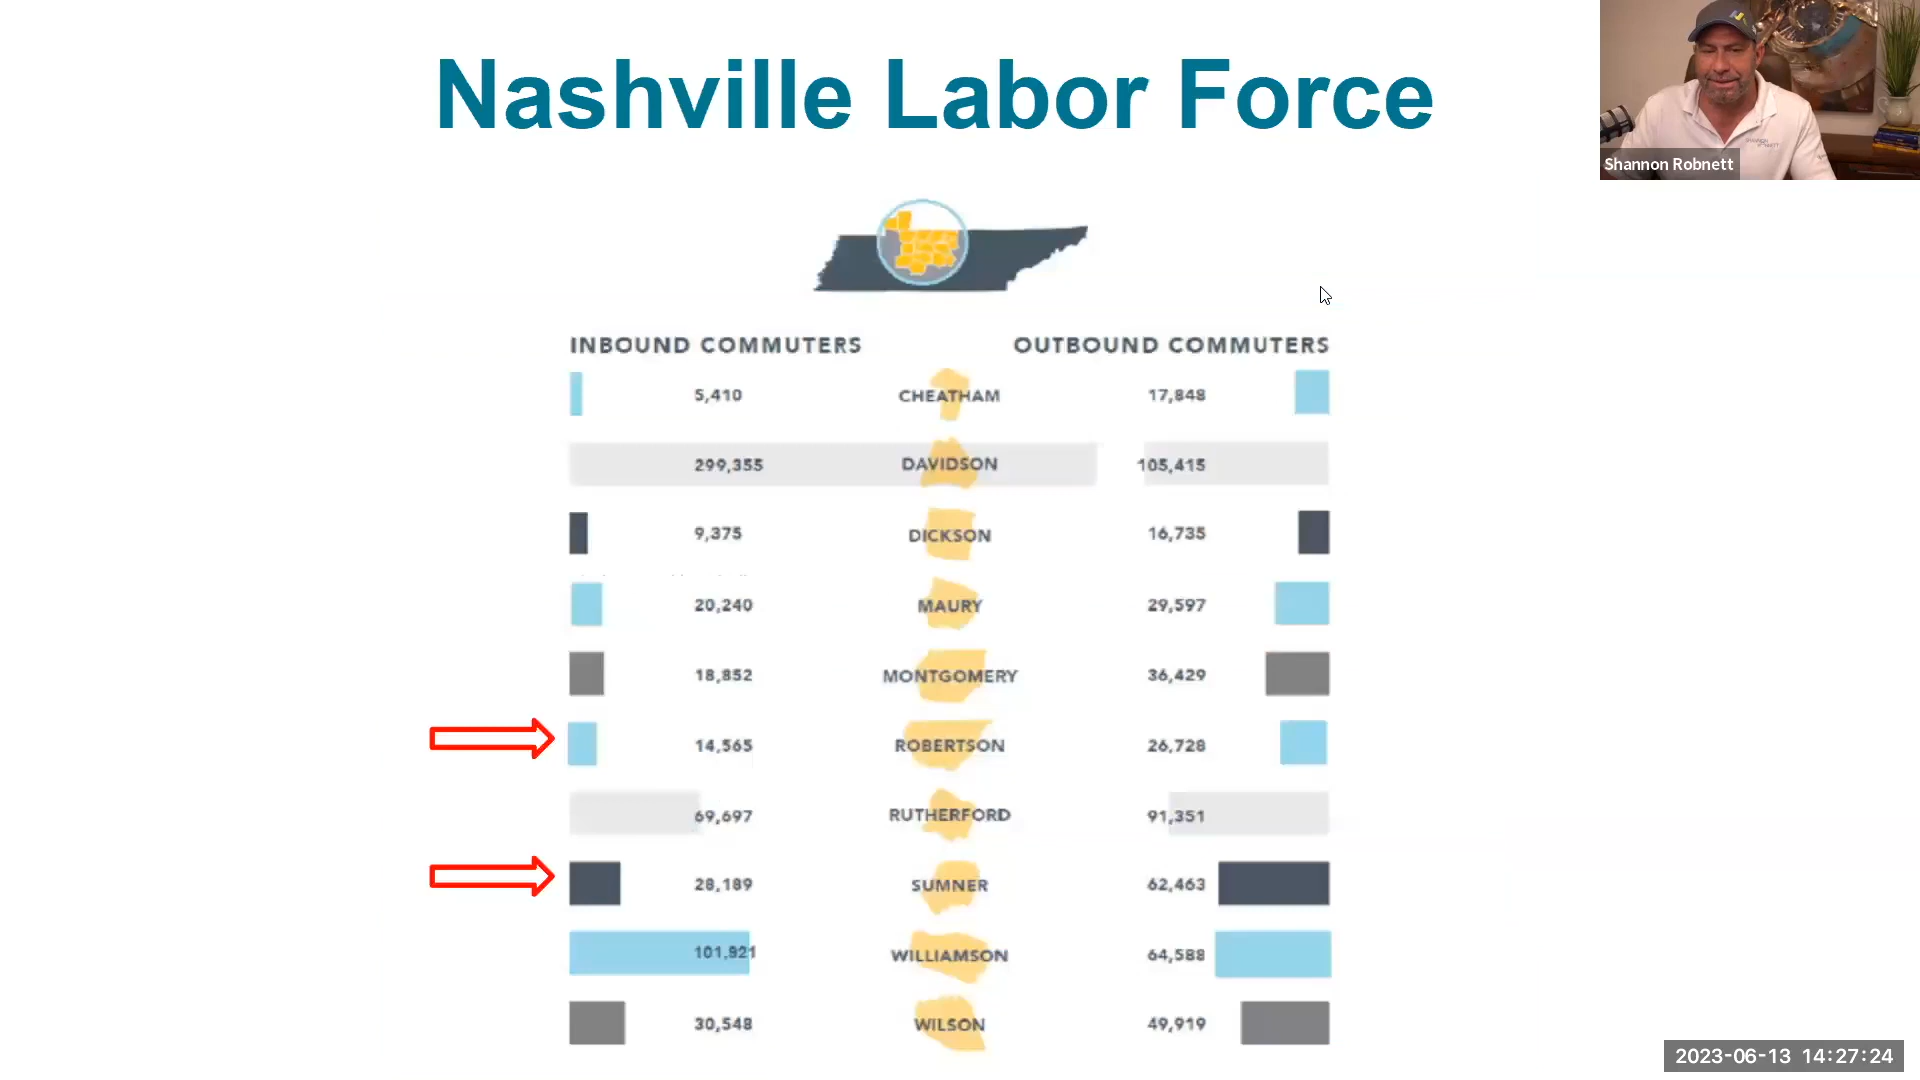 Nashville Labor Force
Shannon Robnett
INBOUND COMMUTERS OUTBOUND COMMUTERS
5,410 CHEATHAM 17,848
299,355 DAVIDSON 105,415
9,375 DICKSON 16,735
20,240 MAURY 29,597
18,852 MONTGOMERY 36,429
14,565 ROBERTSON 26,728
69,697 RUTHERFORD 91,351
28,189 SUMNER 62,463
101,921 WILLIAMSON 64,588
30,548 WILSON 49,919
2023-06-13 14:27:24